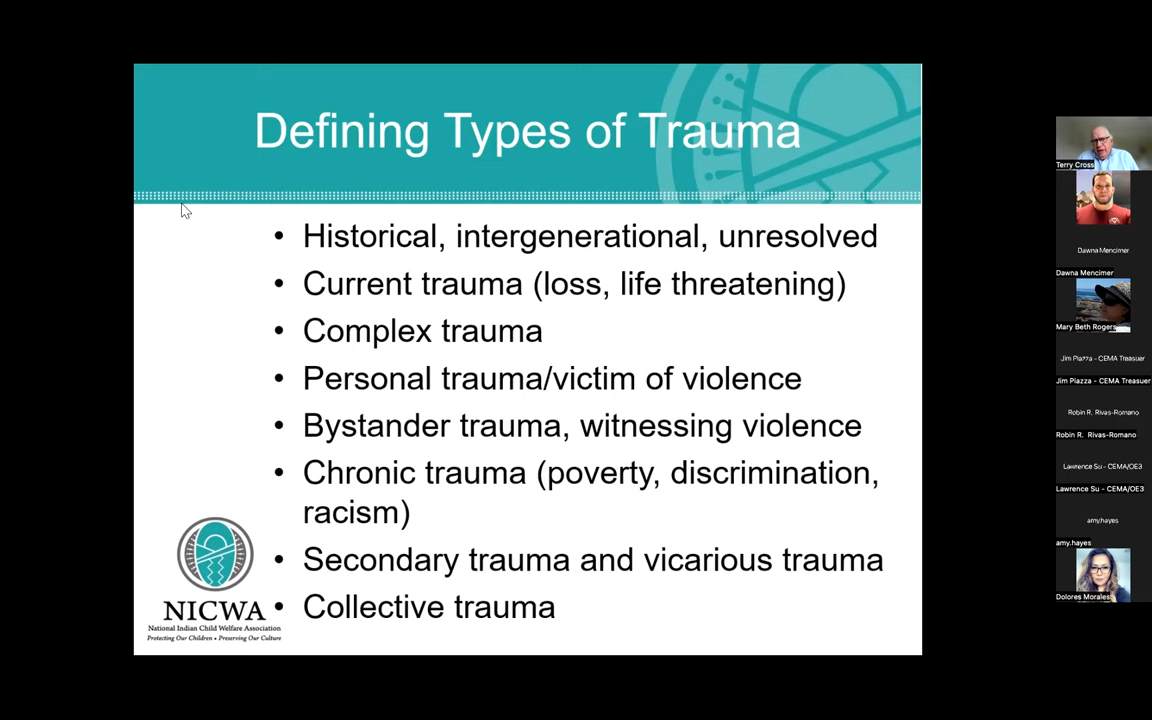 Defining Types of Trauma
• Historical, intergenerational, unresolved
• Current trauma (loss, life threatening)
• Complex trauma
• Personal trauma/victim of violence
• Bystander trauma, witnessing violence
• Chronic trauma (poverty, discrimination,
racism)
• Secondary trauma and vicarious trauma
• Collective trauma
NICWA
National Indian Child Welfare Association
Protecting Our Children • Preserving Our Culture
Terry Cross
Dawna Mencimer
Dawna Mencimer
Mary Beth Rogers
Jim Piazza - CEMA Treasuer
Jim Piazza - CEMA Treasuer
Robin R. Rivas-Romano
Robin R. Rivas-Romano
Lawrence Su - CEMA/OE3
Lawrence Su - CEMA/OE3
amy.hayes
amy.hayes
Dolores Morales